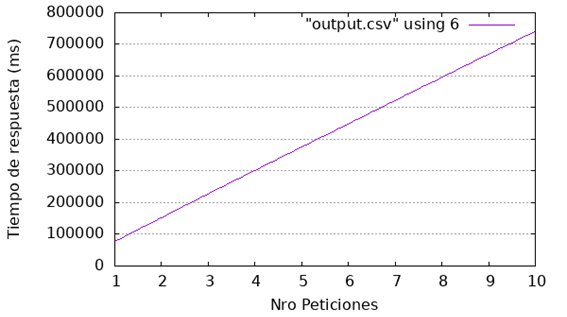 800000
"output.csv" using 6
700000
600000
500000
400000
300000
200000
100000
0
Tiempo de respuesta (ms)
1 2 3 4 5 6 7 8 9 10
Nro Peticiones